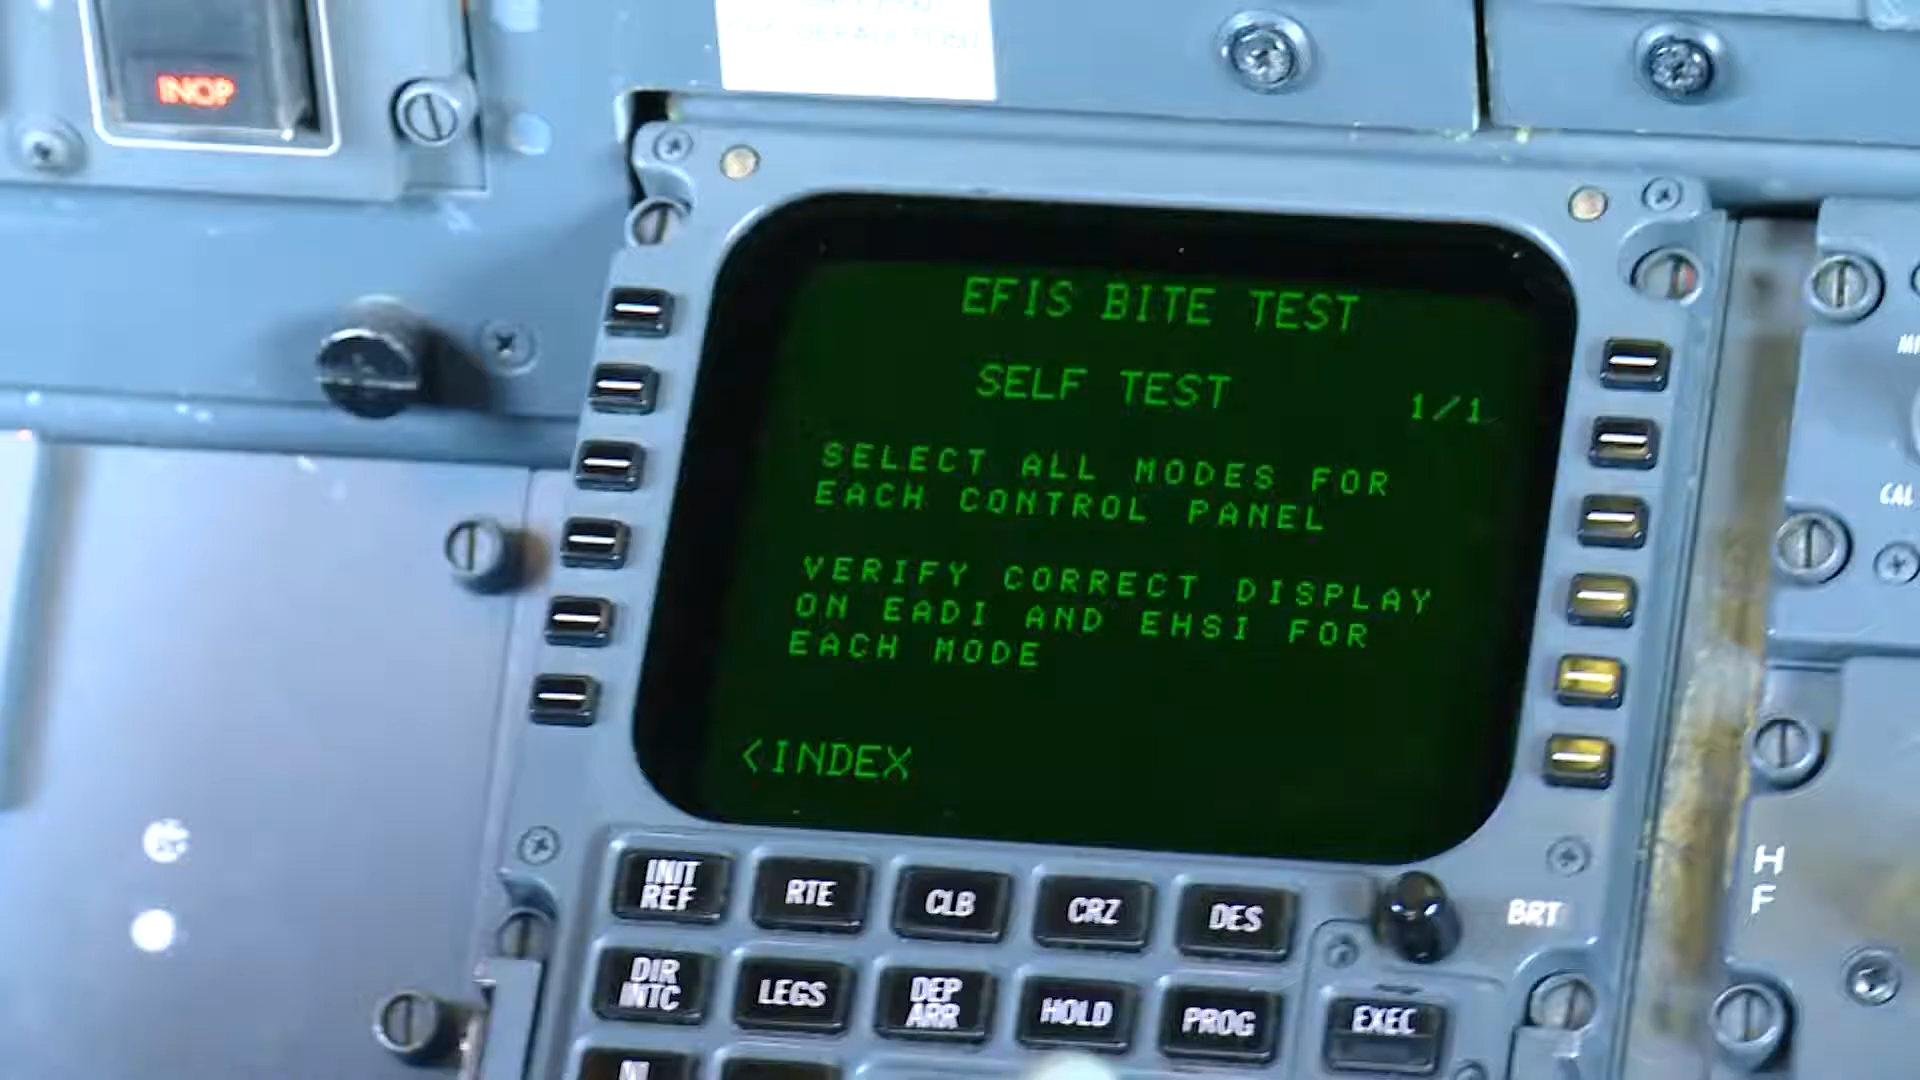 INOP
EFIS BITE TEST
SELF TEST
1/1
SELECT ALL MODES FOR
EACH CONTROL PANEL
VERIFY CORRECT DISPLAY
ON EADI AND EHSI FOR
EACH MODE
<INDEX
INIT
REF
RTE
CLB
CRZ
DES
BRT
DIR
INTC
LEGS
DEP
ARR
HOLD
PROG
EXEC
CAL
H
F